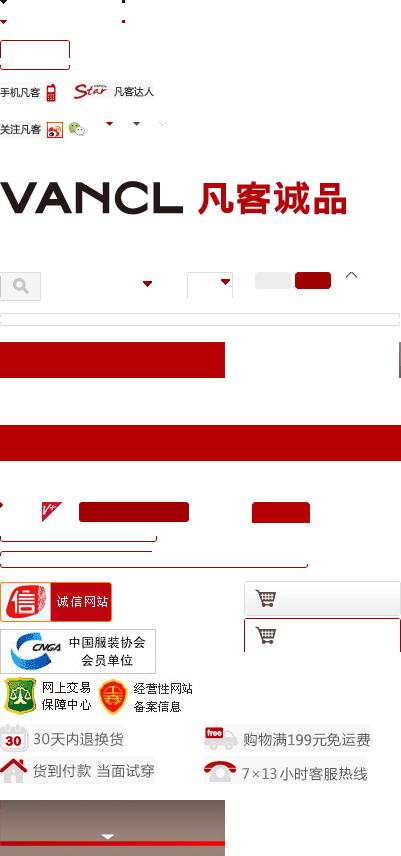 手机凡客 Star 凡客达人
关注凡客
VANCL 凡客诚品
V+
信 诚信网站
CNGA 中国服装协会
会员单位
网上交易
保障中心
经营性网站
备案信息
30 30天内退换货
free 购物满199元免运费
货到付款 当面试穿
7×13小时客服热线